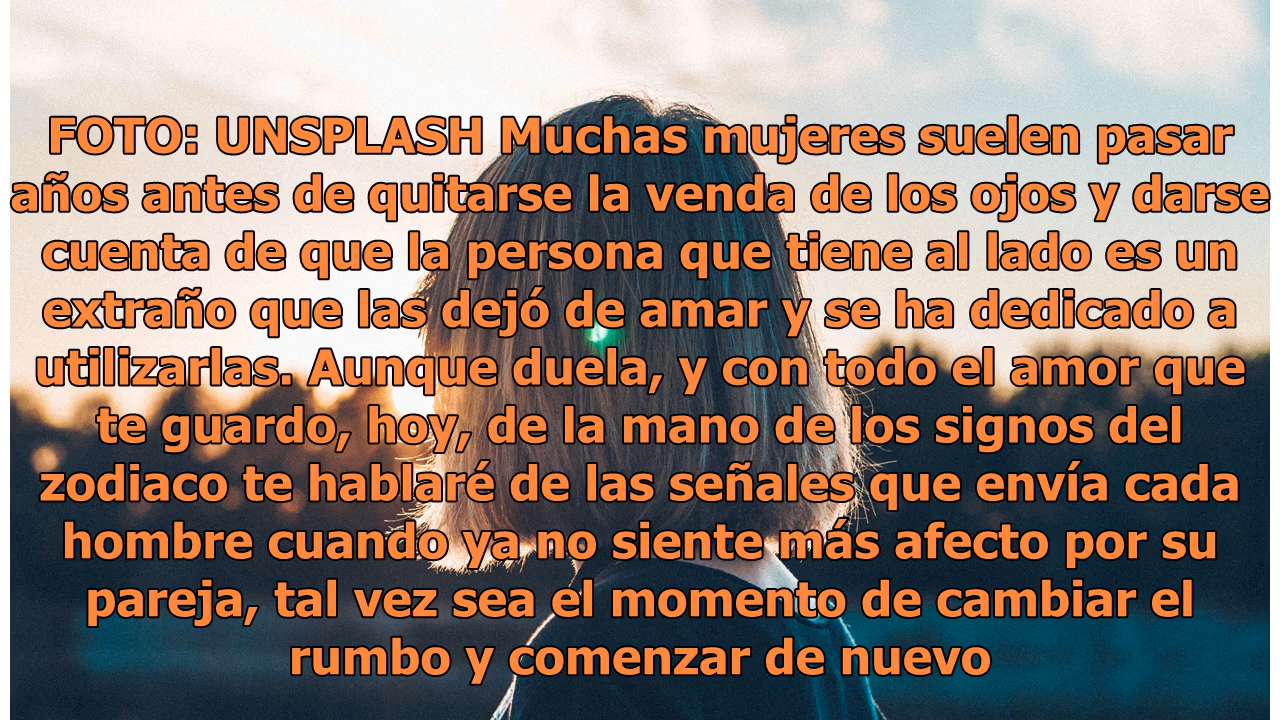 FOTO: UNSPLASH Muchas mujeres suelen pasar
años antes de quitarse la venda de los ojos y darse
cuenta de que la persona que tiene al lado es un
extraño que las dejó de amar y se ha dedicado a
utilizarlas. Aunque duela, y con todo el amor que
te guardo, hoy, de la mano de los signos del
zodiaco te hablaré de las señales que envía cada
hombre cuando ya no siente más afecto por su
pareja, tal vez sea el momento de cambiar el
rumbo y comenzar de nuevo